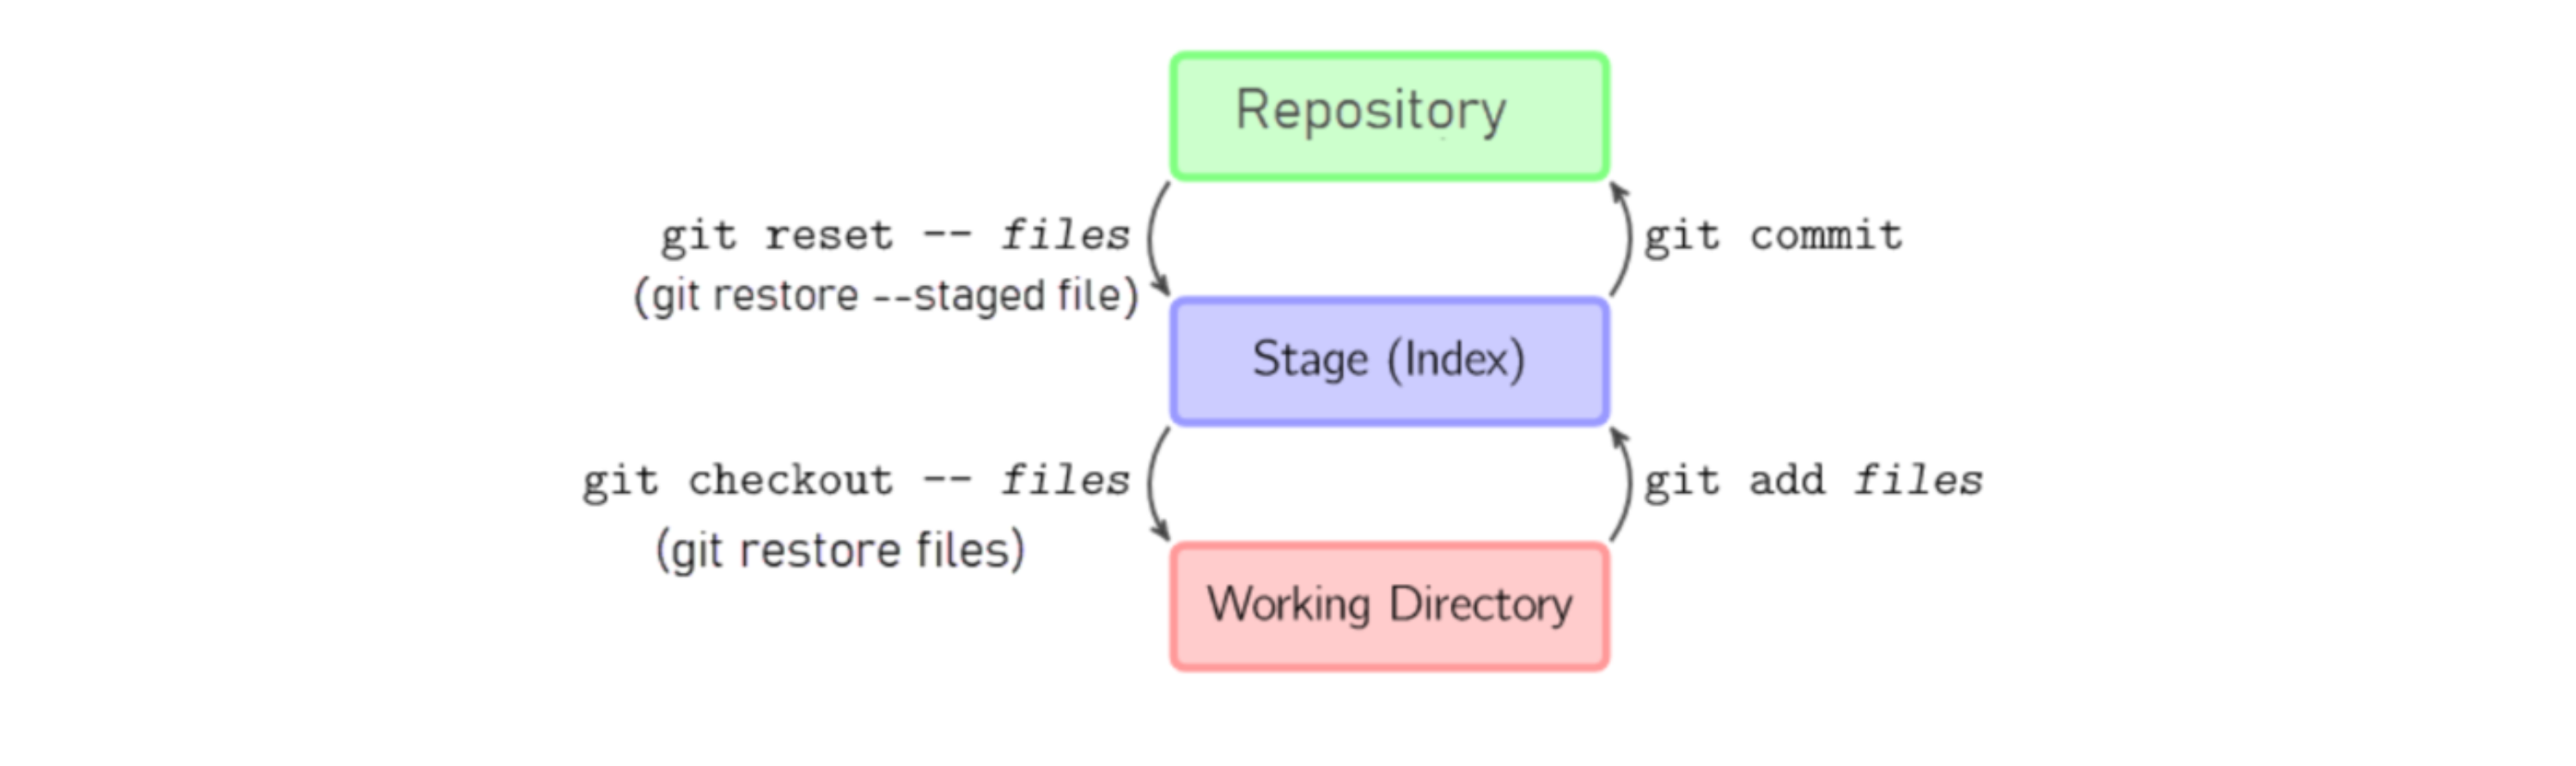 Repository
git reset -- files
(git restore --staged file)
git commit
Stage (Index)
git checkout -- files
(git restore files)
git add files
Working Directory